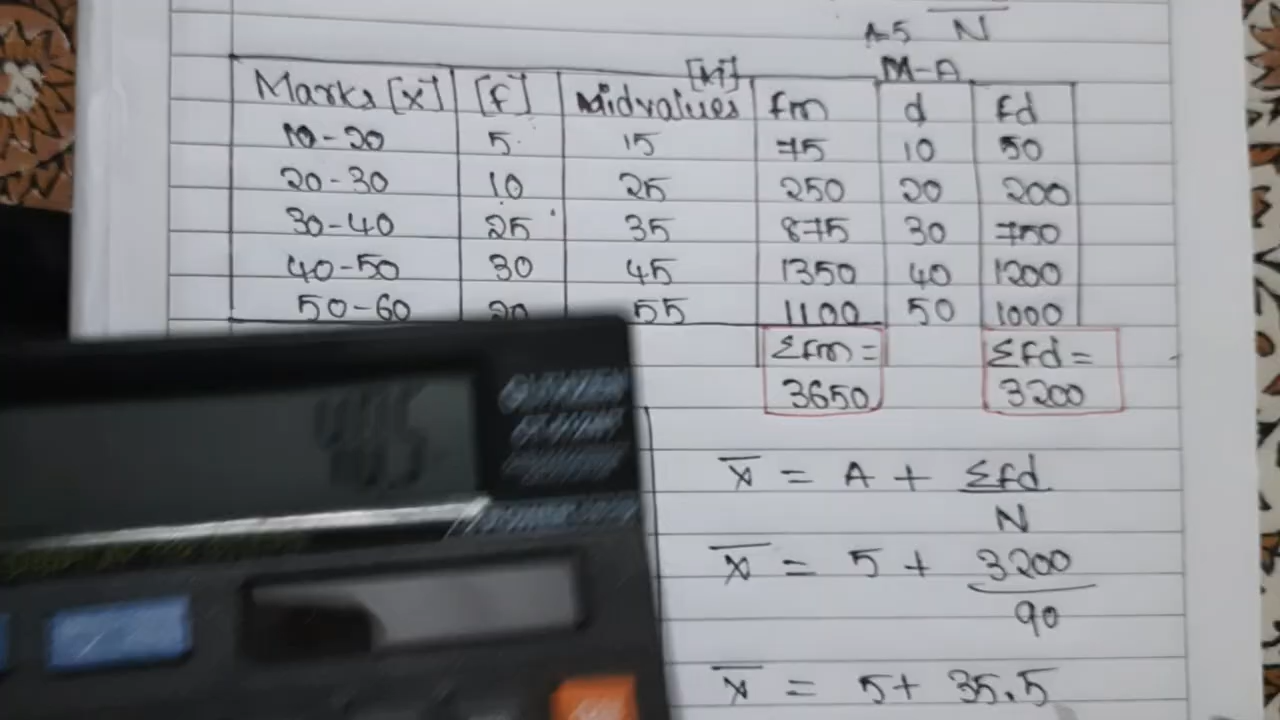 A=5 N
[M] M-A
Marks [x] [f] Midvalues fm d fd
10-20 5 15 75 10 50
20-30 10 25 250 20 200
30-40 25 35 875 30 750
40-50 30 45 1350 40 1200
50-60 20 55 1100 50 1000
Σfm = Σfd =
3650 3200
x̄ = A + Σfd
N
x̄ = 5 + 3200
90
x̄ = 5+ 35.5